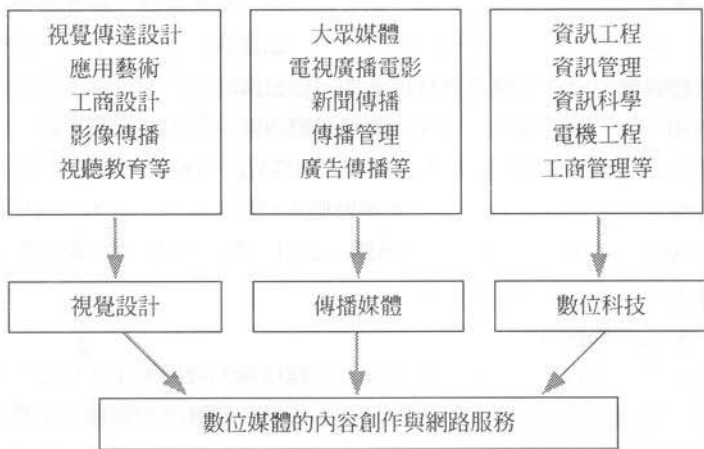 視覺傳達設計
應用藝術
工商設計
影像傳播
視聽教育等
大眾媒體
電視廣播電影
新聞傳播
傳播管理
廣告傳播等
資訊工程
資訊管理
資訊科學
電機工程
工商管理等
視覺設計
傳播媒體
數位科技
數位媒體的內容創作與網路服務